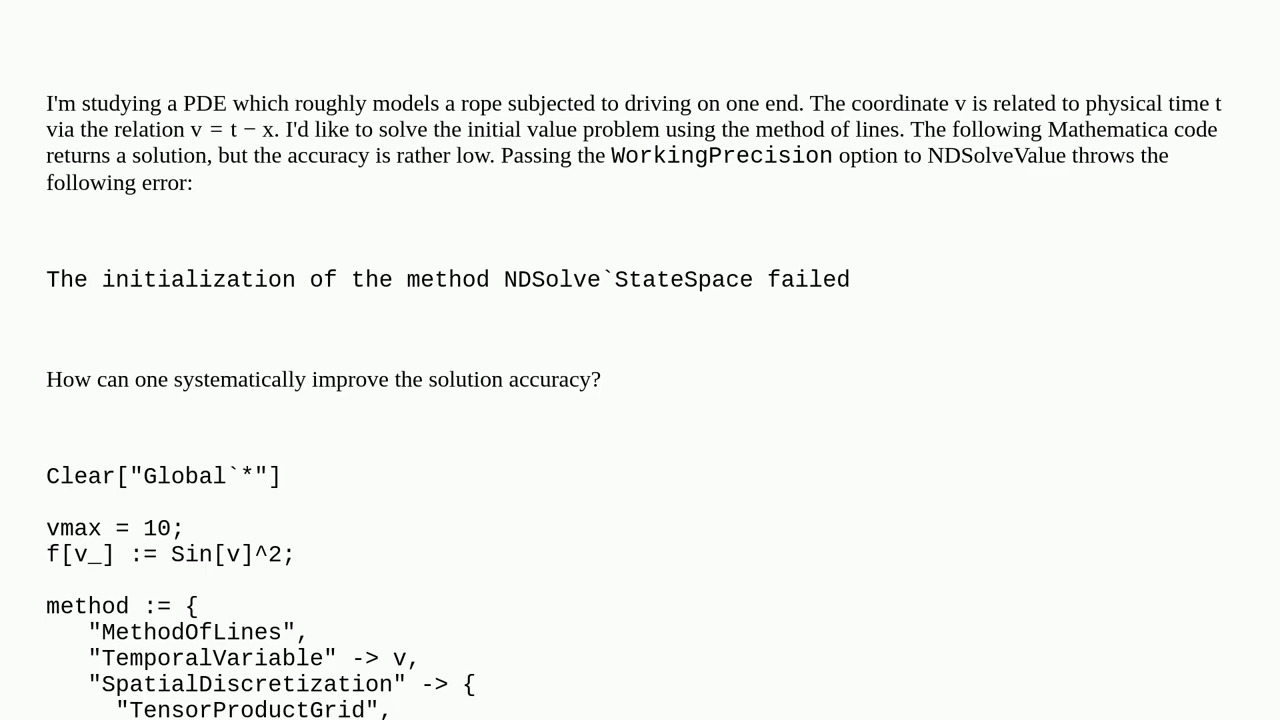 I'm studying a PDE which roughly models a rope subjected to driving on one end. The coordinate v is related to physical time t
via the relation v = t − x. I'd like to solve the initial value problem using the method of lines. The following Mathematica code
returns a solution, but the accuracy is rather low. Passing the WorkingPrecision option to NDSolveValue throws the
following error:
The initialization of the method NDSolve`StateSpace failed
How can one systematically improve the solution accuracy?
Clear["Global`*"]
vmax = 10;
f[v_] := Sin[v]^2;
method := {
"MethodOfLines",
"TemporalVariable" -> v,
"SpatialDiscretization" -> {
"TensorProductGrid",